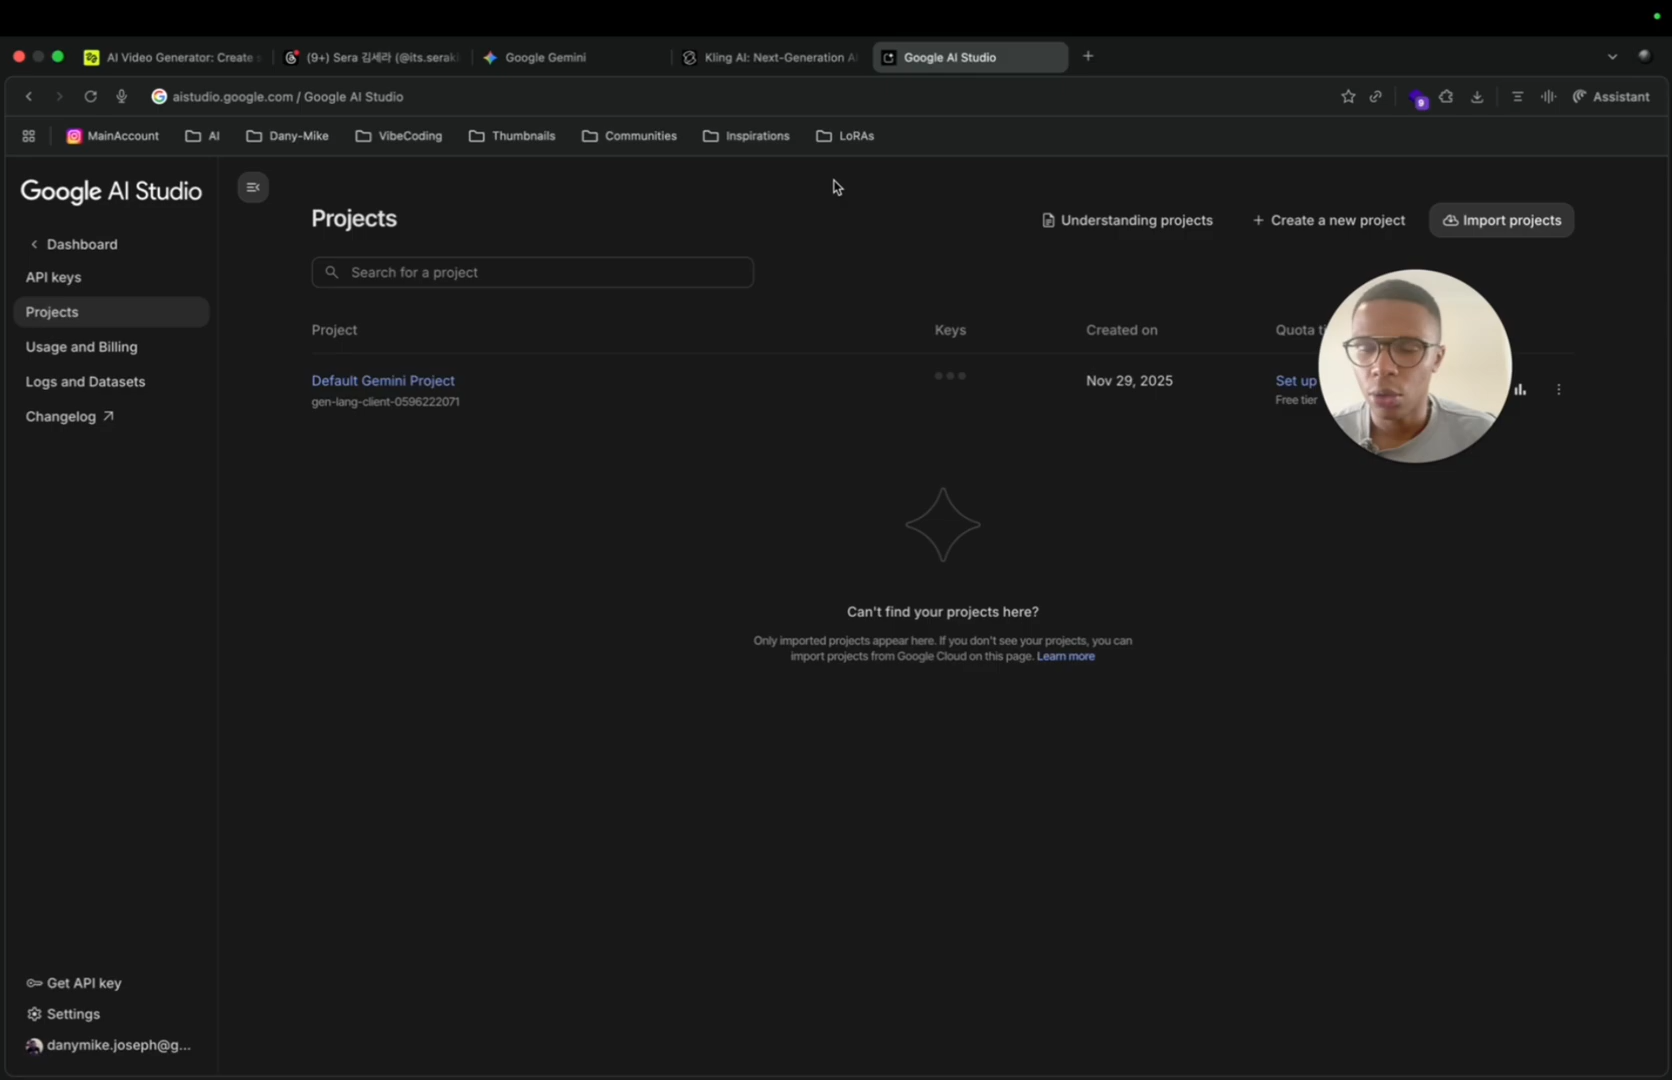 AI Video Generator: Create
(9+) Sera 김세라 (@its.seraki
Google Gemini
Kling AI: Next-Generation A
Google AI Studio
aistudio.google.com / Google AI Studio
9
Assistant
MainAccount
AI
Dany-Mike
VibeCoding
Thumbnails
Communities
Inspirations
LoRAs
Google AI Studio
Dashboard
API keys
Projects
Usage and Billing
Logs and Datasets
Changelog
Projects
Understanding projects
Create a new project
Import projects
Search for a project
Project
Keys
Created on
Quota ti
Default Gemini Project
gen-lang-client-0596222071
Nov 29, 2025
Set up
Free tier
Can't find your projects here?
Only imported projects appear here. If you don't see your projects, you can
import projects from Google Cloud on this page. Learn more
Get API key
Settings
danymike.joseph@g...